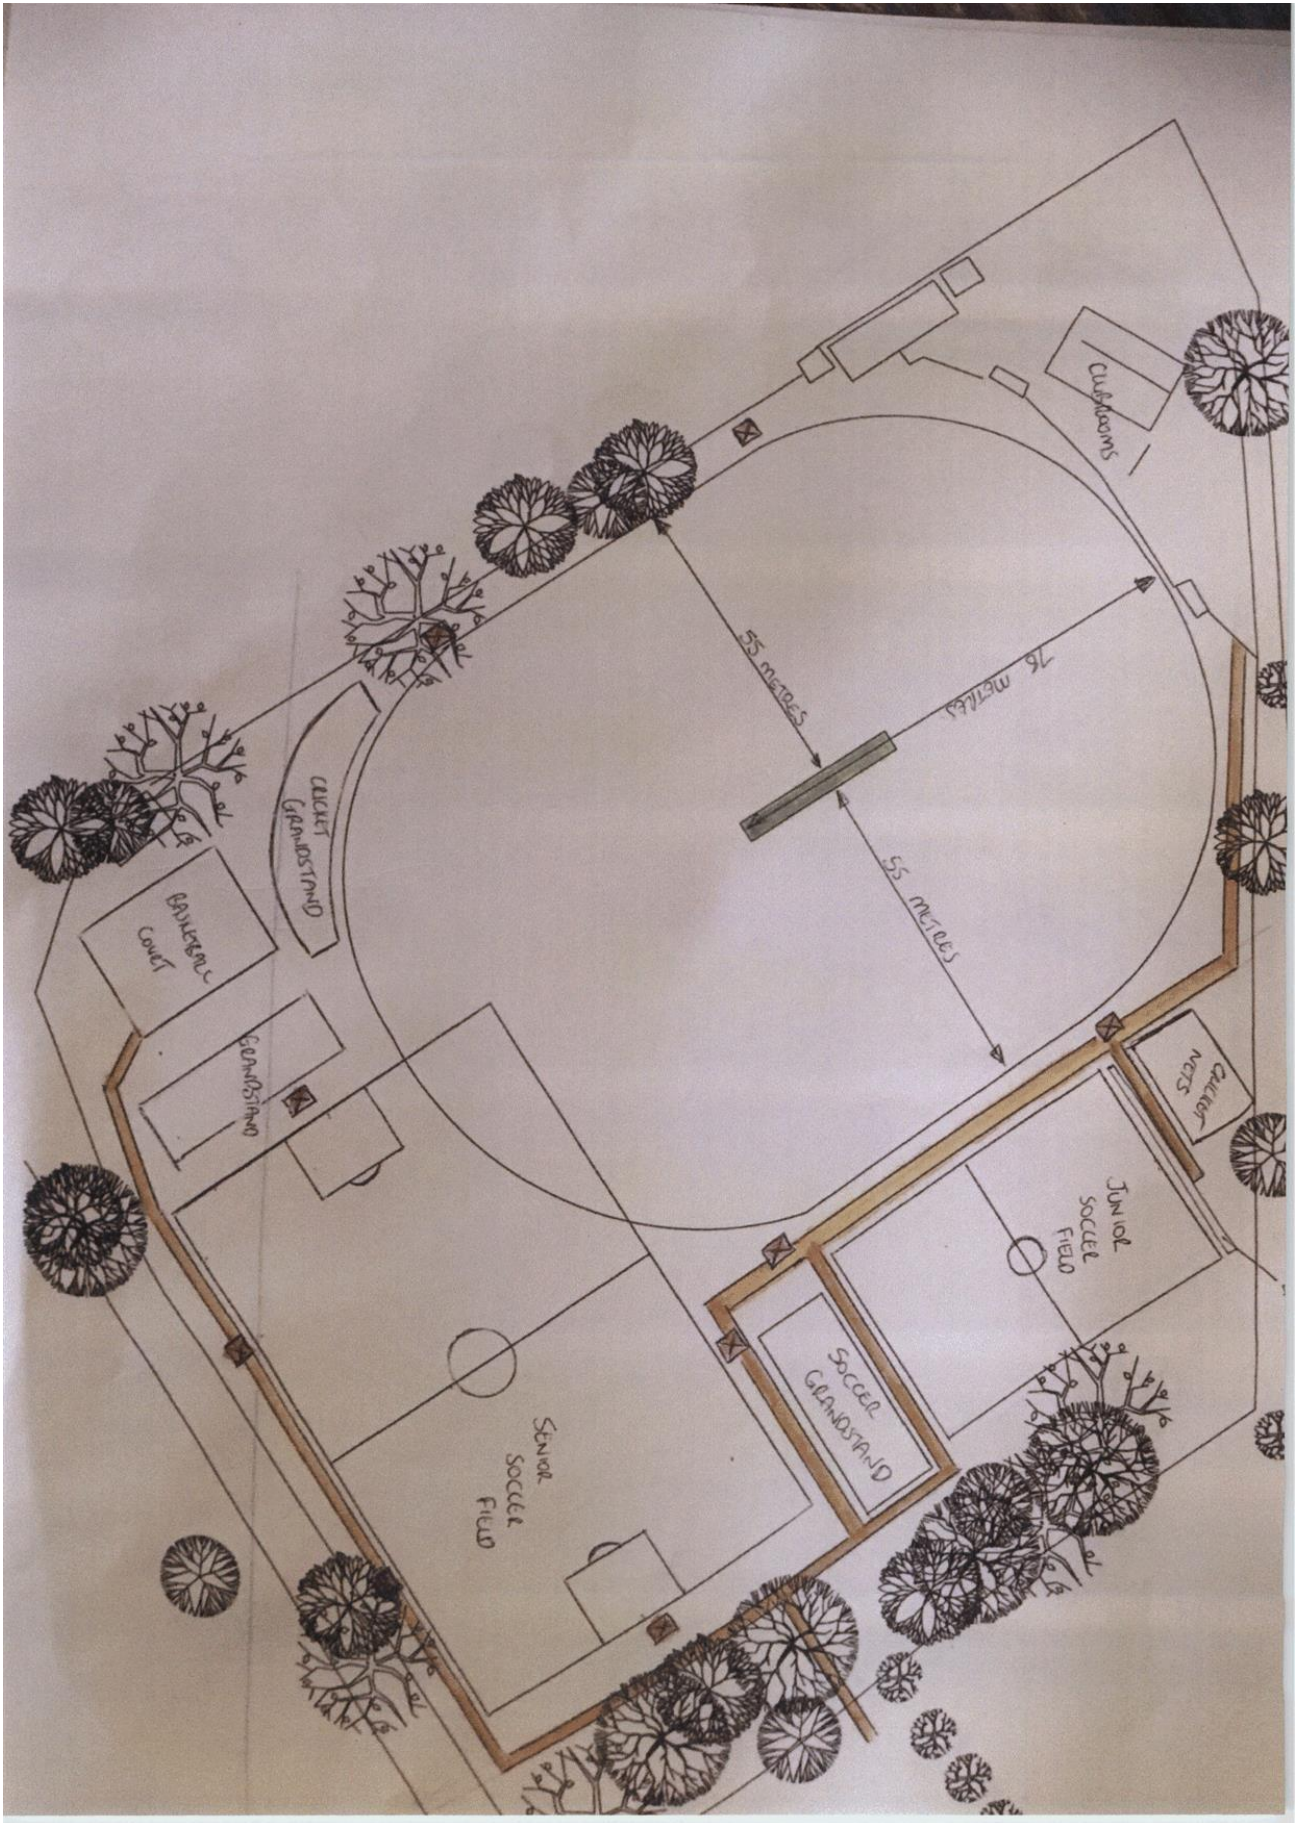 CLUBROOMS
55 METRES
76 METRES
CRICKET
GRANDSTAND
BASKETBALL
COURT
55 METRES
GRANDSTAND
CRICKET
NETS
JUNIOR
SOCCER
FIELD
SOCCER
GRANDSTAND
SENIOR
SOCCER
FIELD